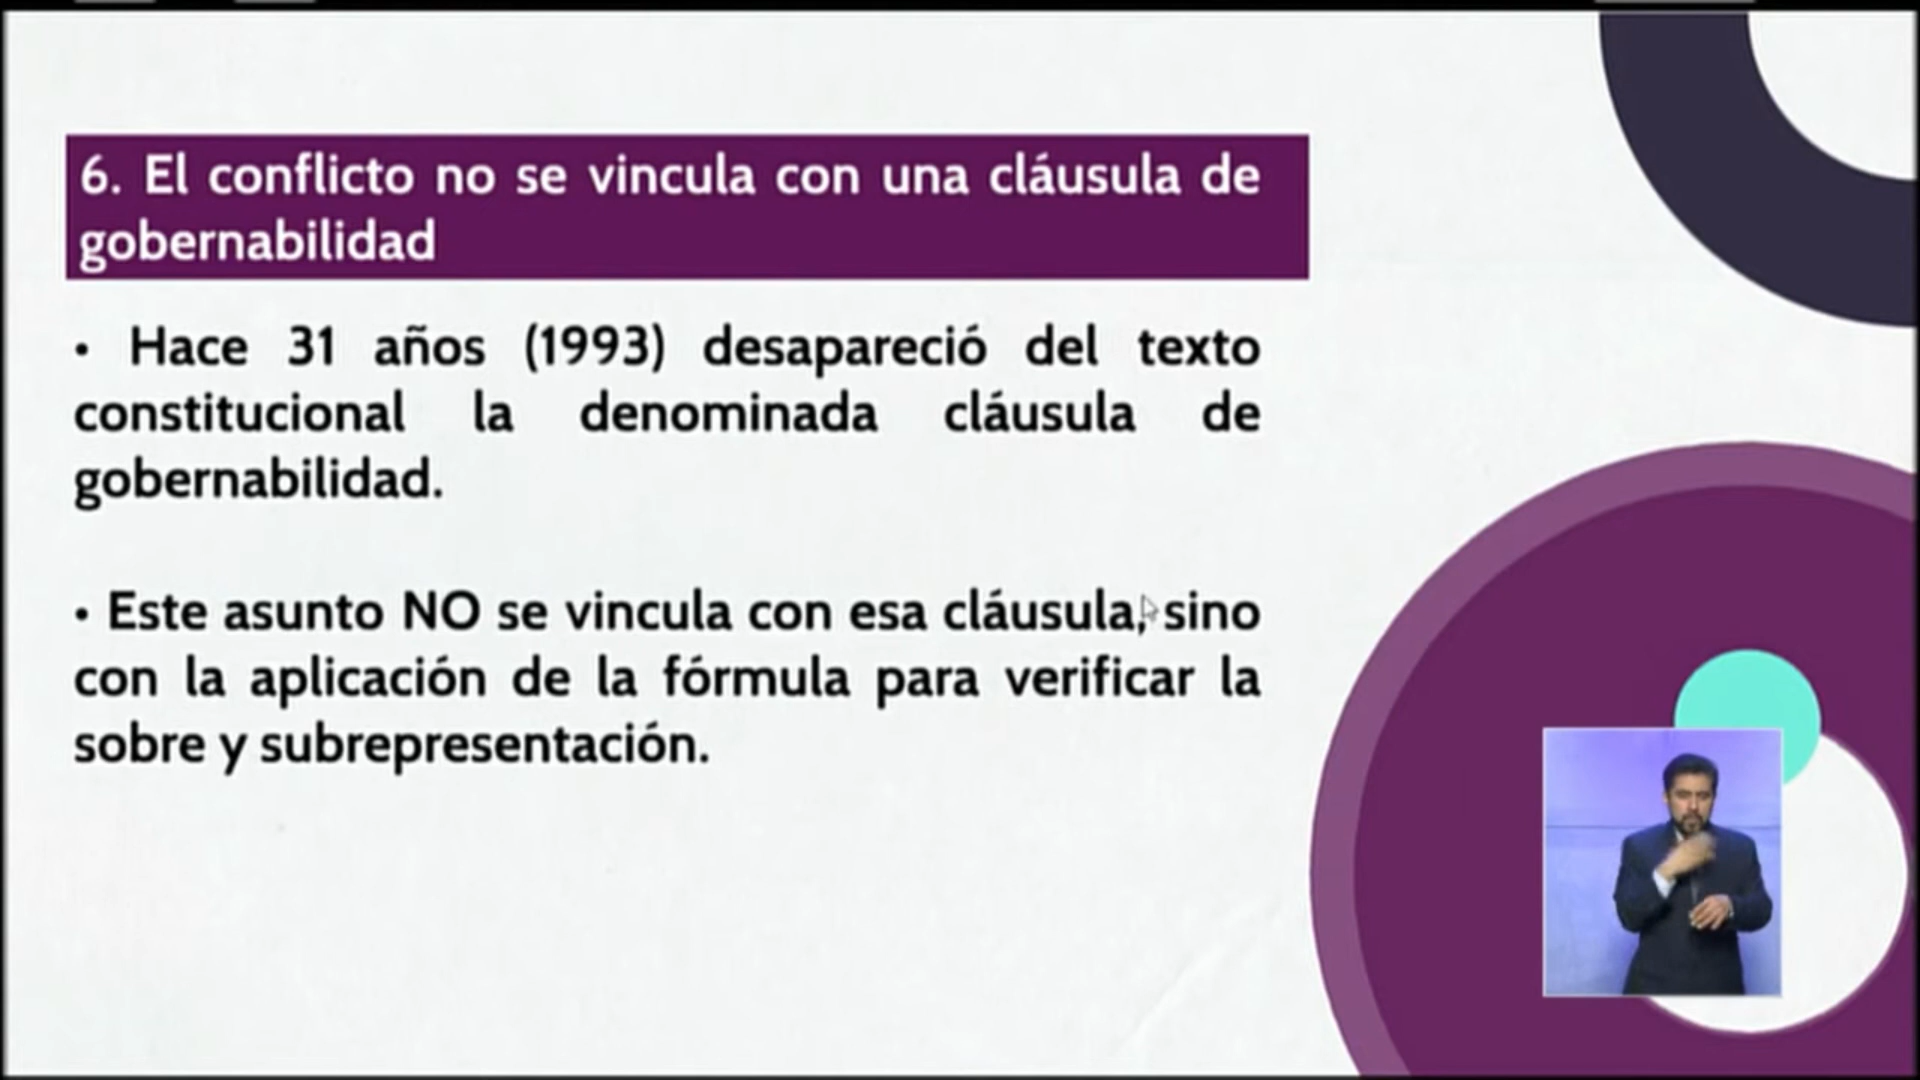 6. El conflicto no se vincula con una cláusula de
gobernabilidad
• Hace 31 años (1993) desapareció del texto
constitucional la denominada cláusula de
gobernabilidad.
• Este asunto NO se vincula con esa cláusula, sino
con la aplicación de la fórmula para verificar la
sobre y subrepresentación.